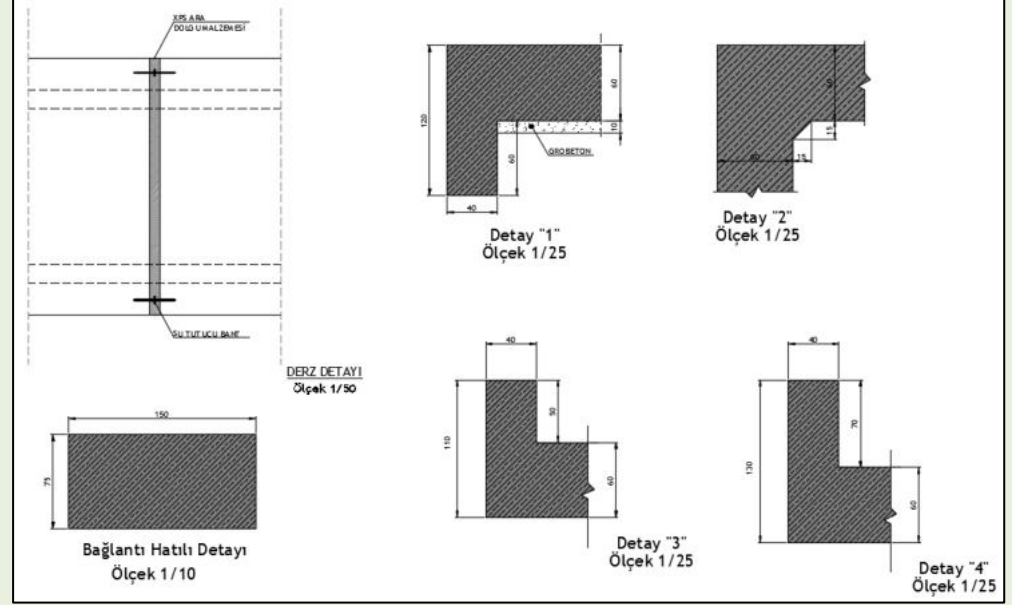 XPS ARA
DOLGU MALZEMESİ
SU TUTUCU BANT
DERZ DETAYI
Ölçek 1/50
150
75
Bağlantı Hatılı Detayı
Ölçek 1/10
120
60
10
GROBETON
60
40
Detay "1"
Ölçek 1/25
60
15
60
15
Detay "2"
Ölçek 1/25
40
110
50
60
Detay "3"
Ölçek 1/25
40
130
70
60
Detay "4"
Ölçek 1/25